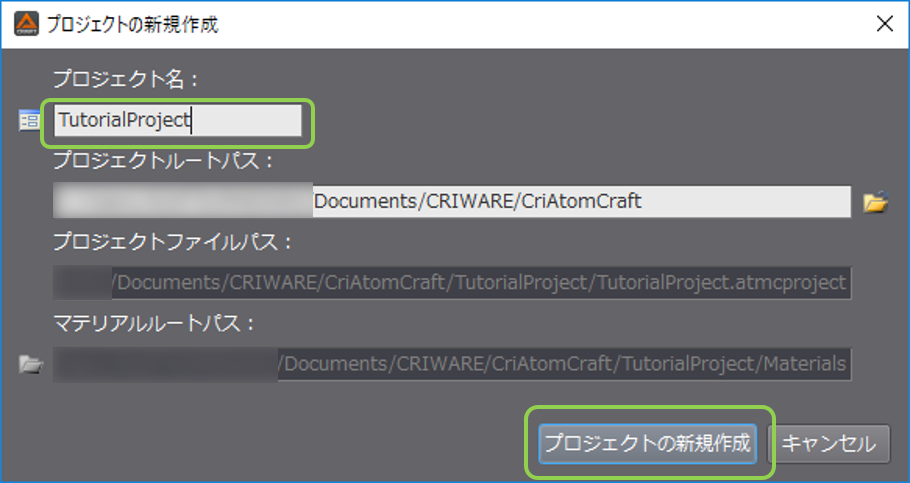 プロジェクトの新規作成
プロジェクト名：
TutorialProject
プロジェクトルートパス：
/Documents/CRIWARE/CriAtomCraft
プロジェクトファイルパス：
/Documents/CRIWARE/CriAtomCraft/TutorialProject/TutorialProject.atmcproject
マテリアルルートパス：
/Documents/CRIWARE/CriAtomCraft/TutorialProject/Materials
プロジェクトの新規作成 キャンセル